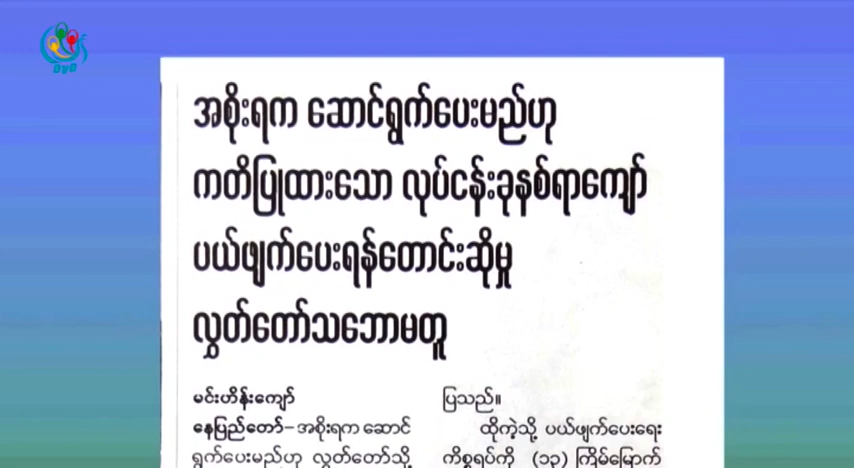 DVB
အစိုးရက ဆောင်ရွက်ပေးမည်ဟု
ကတိပြုထားသော လုပ်ငန်းခုနစ်ရာကျော်
ပယ်ဖျက်ပေးရန်တောင်းဆိုမှု
လွှတ်တော်သဘောမတူ
မင်းဟိန်းကျော်
နေပြည်တော်–အစိုးရက ဆောင်
ရွက်ပေးမည်ဟု လွှတ်တော်သို့
ပြသည်။
ထိုကဲ့သို့ ပယ်ဖျက်ပေးရေး
ကိစ္စရပ်ကို (၁၃) ကြိမ်မြောက်